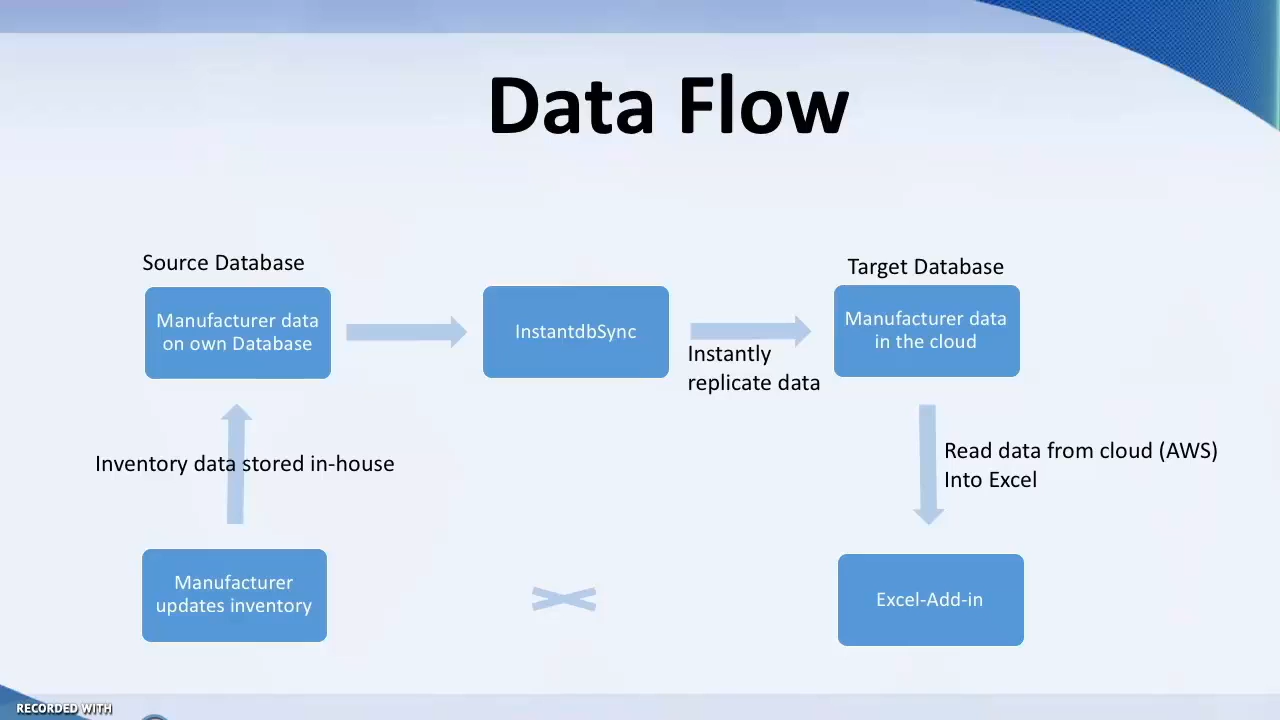 Data Flow
Source Database
Target Database
Manufacturer data
on own Database
InstantdbSync
Manufacturer data
in the cloud
Instantly
replicate data
Inventory data stored in-house
Read data from cloud (AWS)
Into Excel
Manufacturer
updates inventory
Excel-Add-in
RECORDED WITH